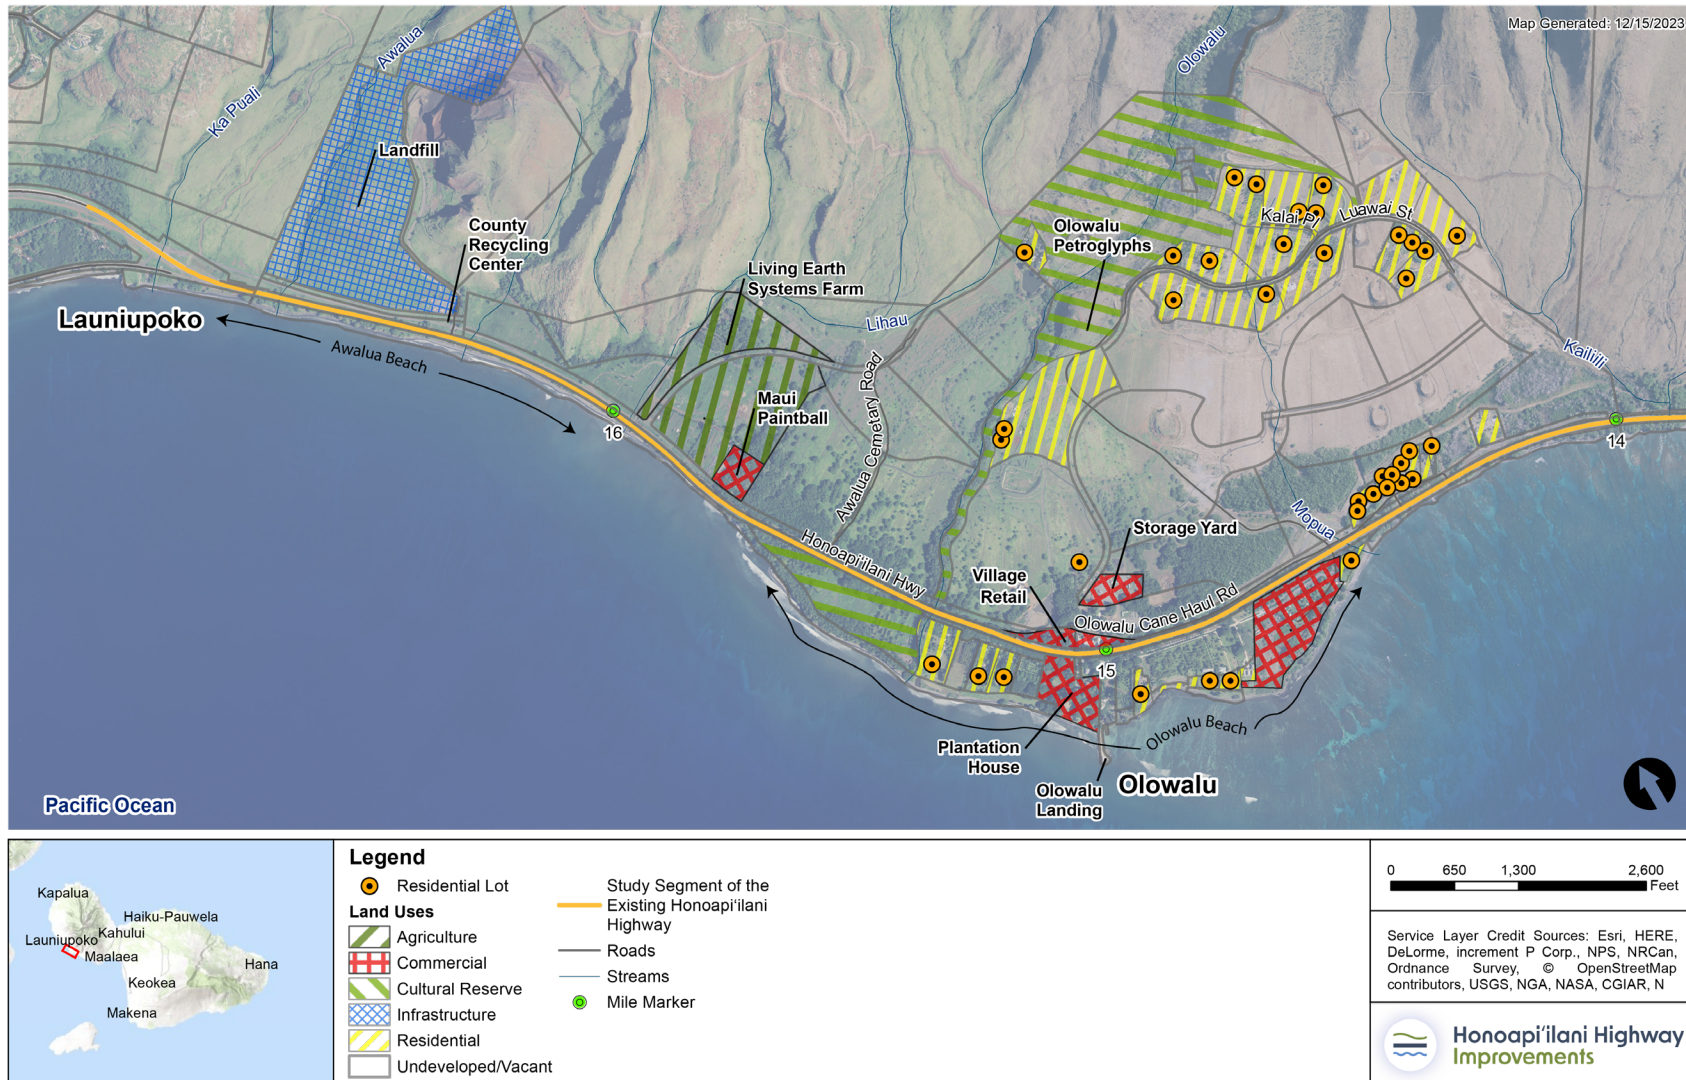 Map Generated: 12/15/2023
Awalua
Olowalu
Ka Puali
Landfill
County
Recycling
Center
Living Earth
Systems Farm
Olowalu
Petroglyphs
Kalai Pl
Luawai St
Launiupoko
Awalua Beach
Lihau
Kailiili
Maui
Paintball
16
14
Awalua Cemetary Road
Mopua
Honoapi'ilani Hwy
Storage Yard
Village
Retail
Olowalu Cane Haul Rd
15
Olowalu Beach
Plantation
House
Olowalu
Landing
Olowalu
Pacific Ocean
Kapalua
Haiku-Pauwela
Kahului
Launiupoko
Maalaea
Hana
Keokea
Makena
Legend
Residential Lot
Land Uses
Agriculture
Commercial
Cultural Reserve
Infrastructure
Residential
Undeveloped/Vacant
Study Segment of the
Existing Honoapiʻilani
Highway
Roads
Streams
Mile Marker
0 650 1,300 2,600
Feet
Service Layer Credit Sources: Esri, HERE,
DeLorme, increment P Corp., NPS, NRCan,
Ordnance Survey, © OpenStreetMap
contributors, USGS, NGA, NASA, CGIAR, N
Honoapiʻilani Highway
Improvements